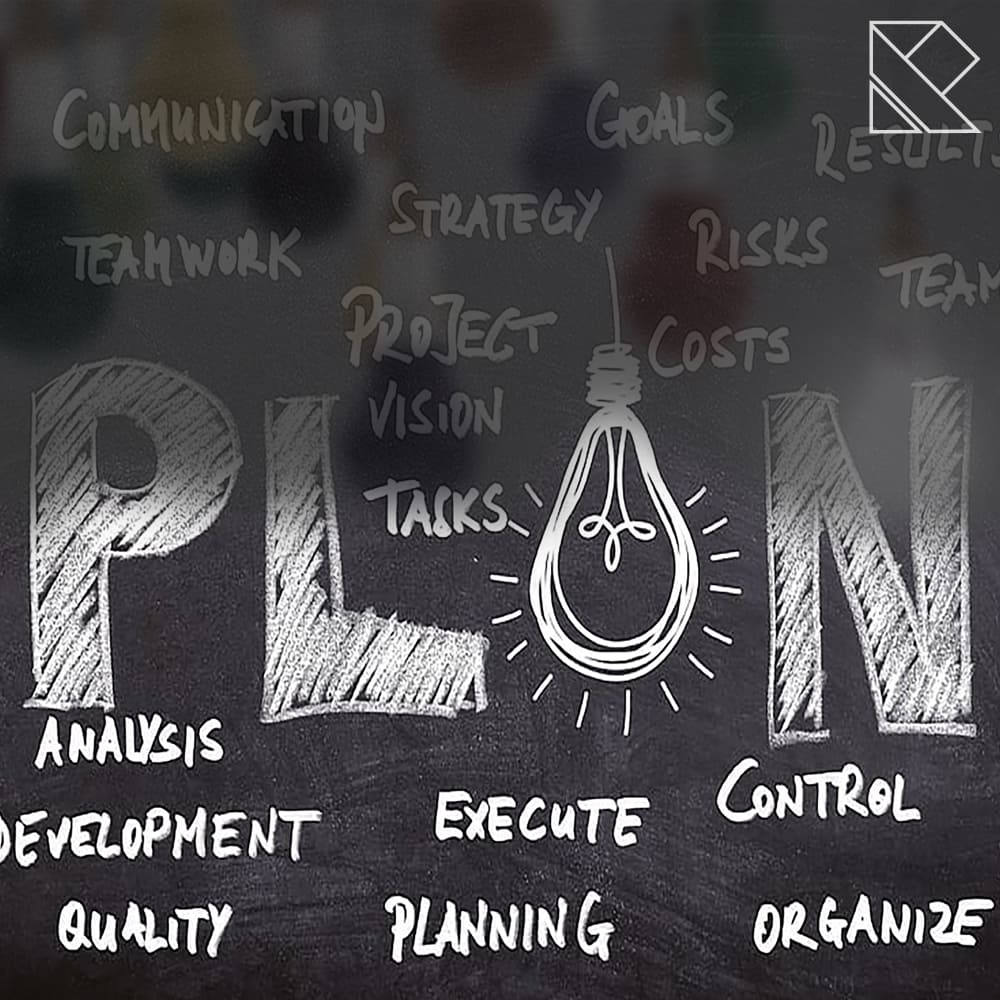 COMMUNICATION
GOALS
RESULTS
STRATEGY
TEAMWORK
RISKS
TEAM
PROJECT
COSTS
VISION
TASKS
PLAN
ANALYSIS
CONTROL
DEVELOPMENT
EXECUTE
QUALITY
PLANNING
ORGANIZE